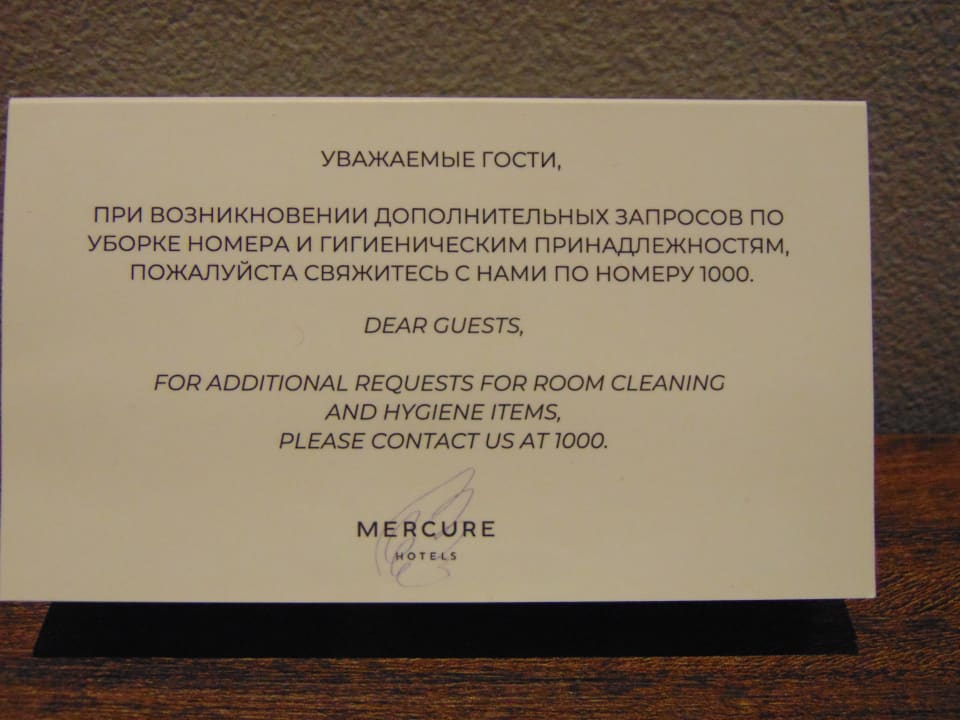 УВАЖАЕМЫЕ ГОСТИ,
ПРИ ВОЗНИКНОВЕНИИ ДОПОЛНИТЕЛЬНЫХ ЗАПРОСОВ ПО
УБОРКЕ НОМЕРА И ГИГИЕНИЧЕСКИМ ПРИНАДЛЕЖНОСТЯМ,
ПОЖАЛУЙСТА СВЯЖИТЕСЬ С НАМИ ПО НОМЕРУ 1000.
DEAR GUESTS,
FOR ADDITIONAL REQUESTS FOR ROOM CLEANING
AND HYGIENE ITEMS,
PLEASE CONTACT US AT 1000.
MERCURE
HOTELS